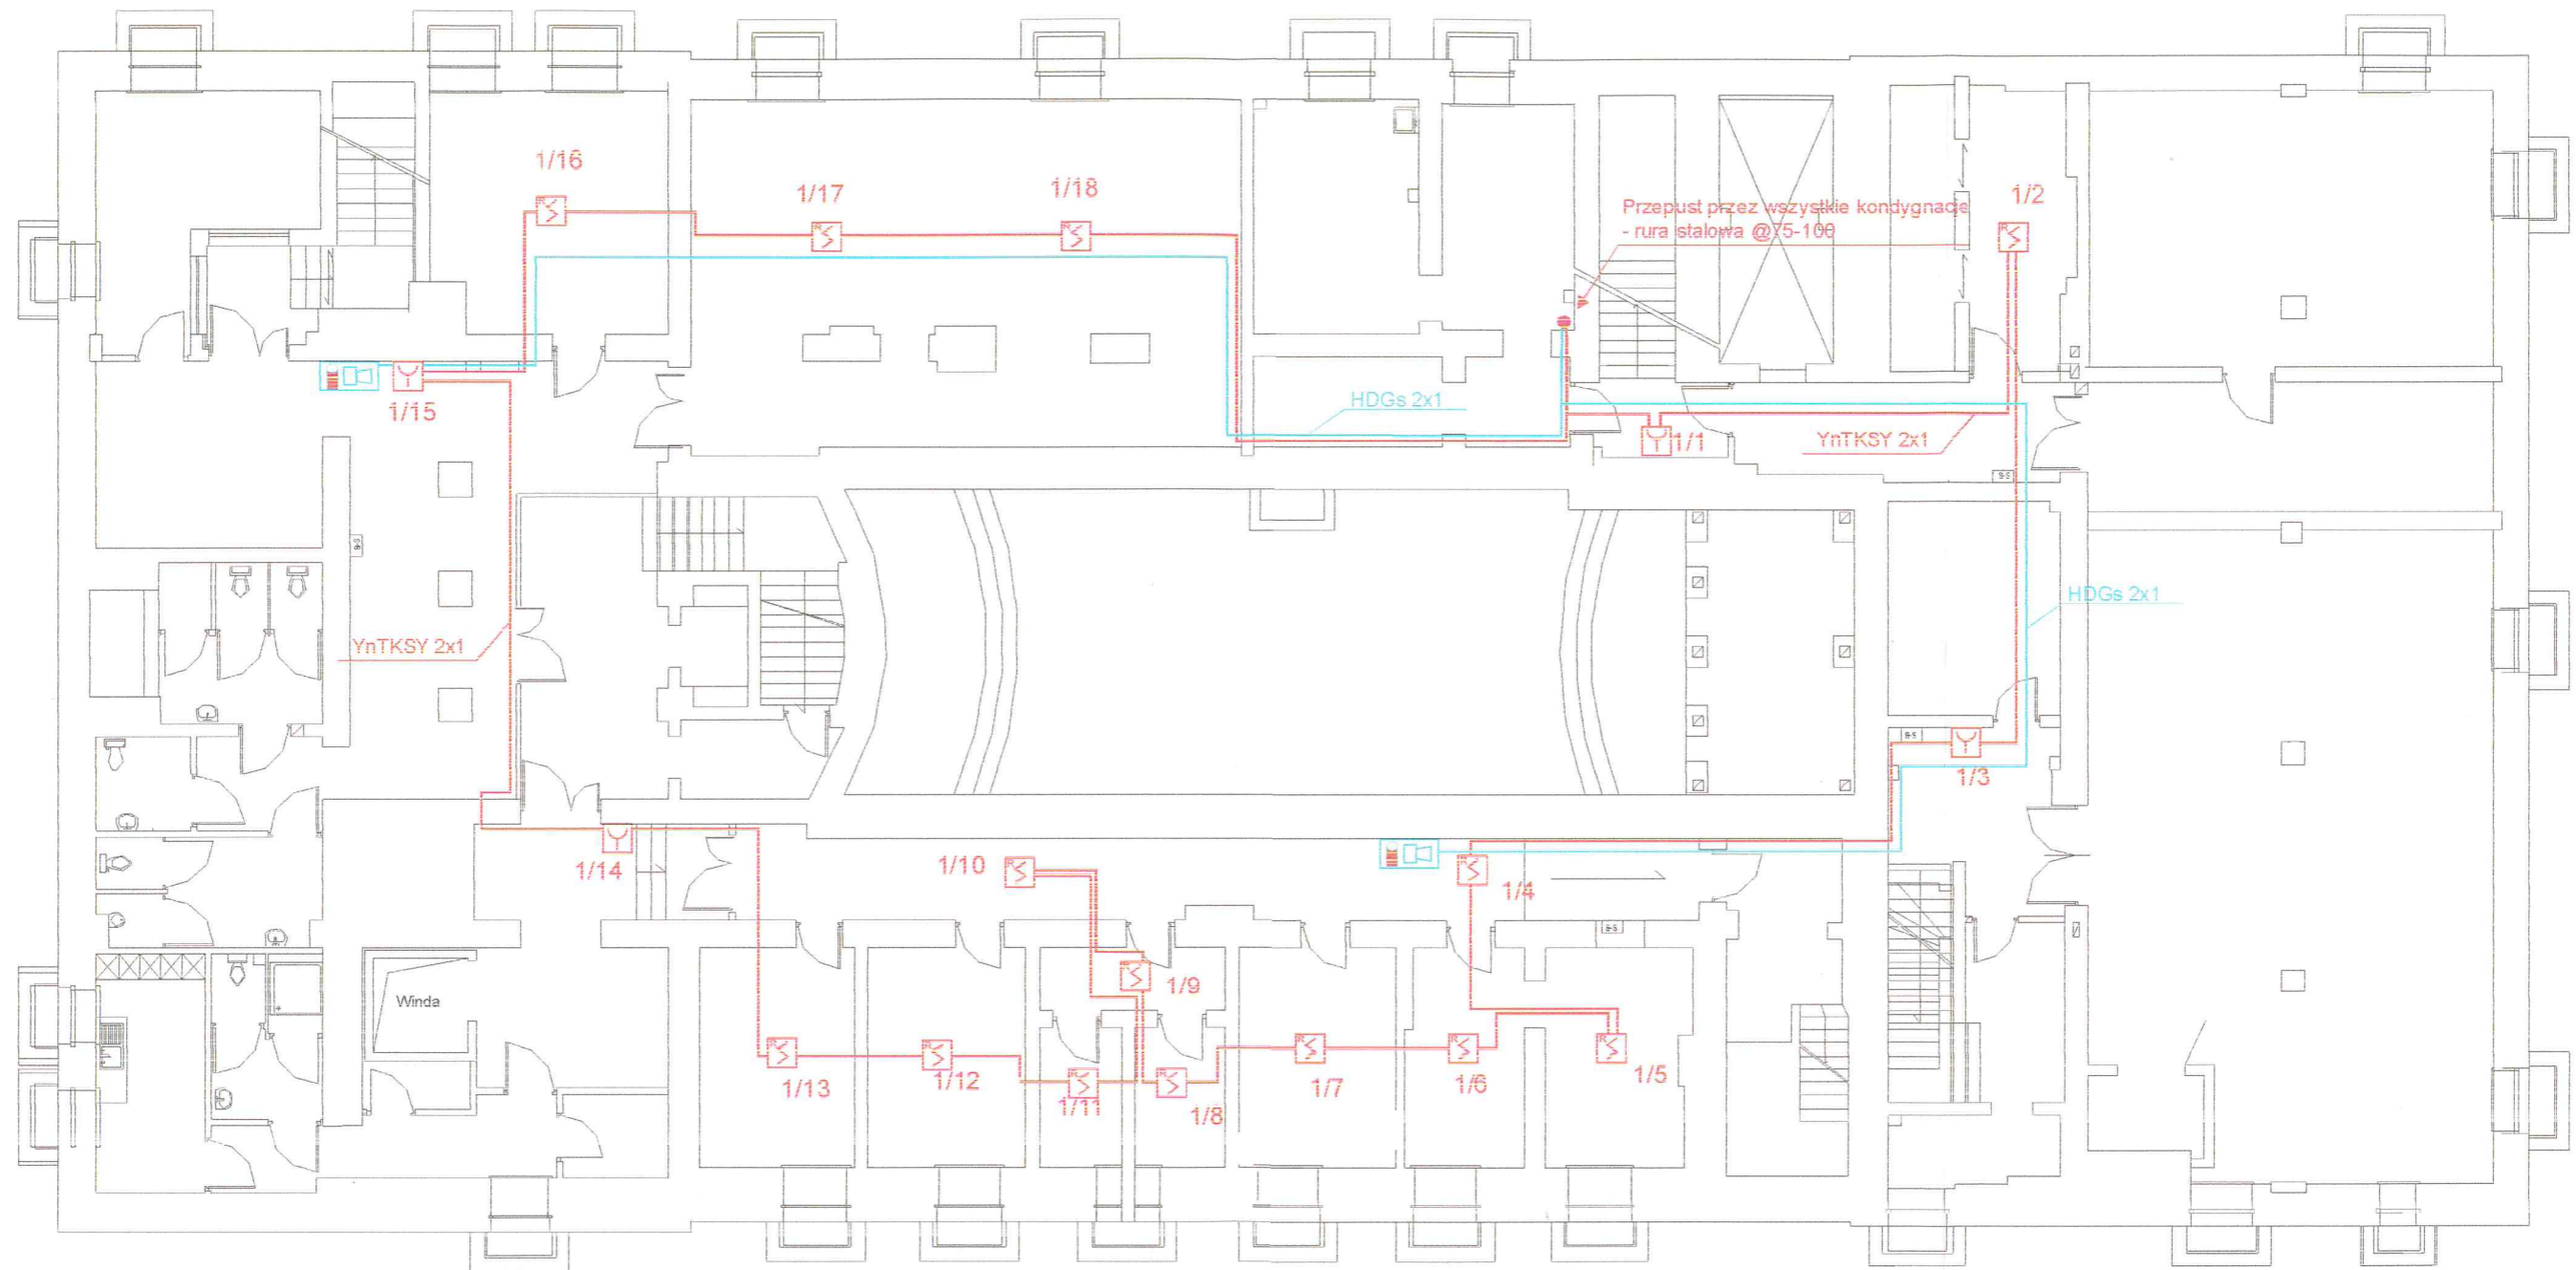 1/16
1/17
1/18
Przepust przez wszystkie kondygnacje
- rura stalowa @75-100
1/2
1/15
HDGs 2x1
1/1
YnTKSY 2x1
HDGs 2x1
YnTKSY 2x1
1/3
1/14
1/10
1/4
1/9
Winda
1/13
1/12
1/11
1/8
1/7
1/6
1/5